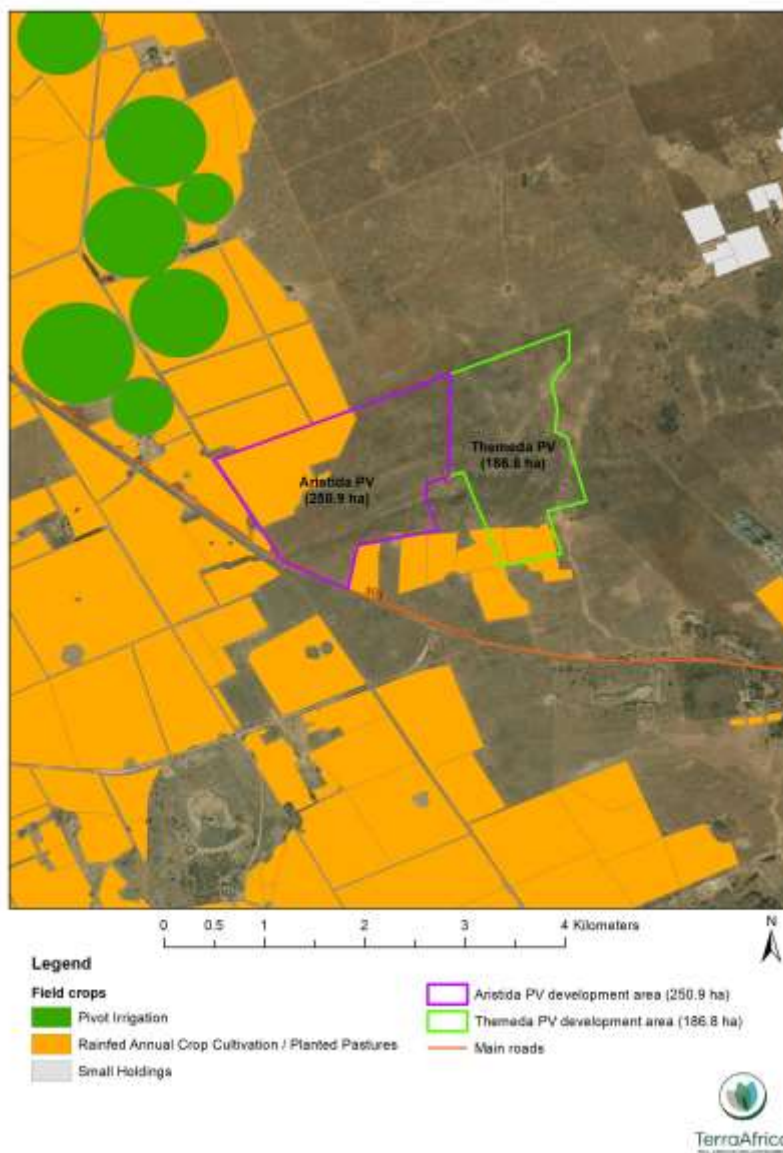 Themeda PV
(186.8 ha)
Aristida PV
(250.9 ha)
0 0.5 1 2 3 4 Kilometers
N
Legend
Field crops
Pivot Irrigation
Rainfed Annual Crop Cultivation / Planted Pastures
Small Holdings
Aristida PV development area (250.9 ha)
Themeda PV development area (186.8 ha)
Main roads
TerraAfrica